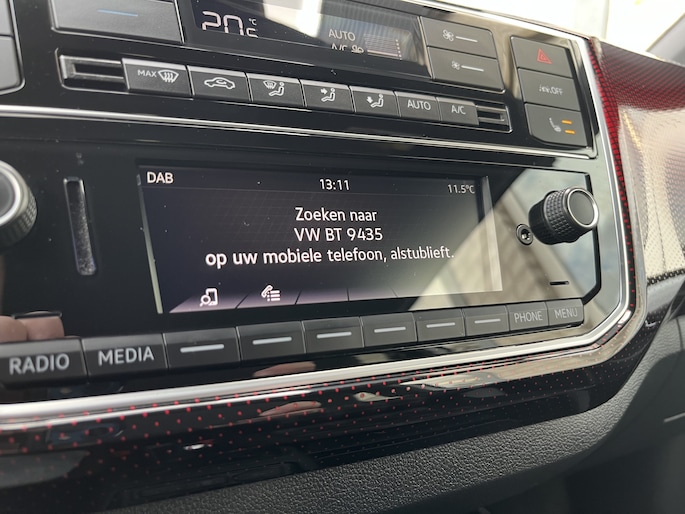 20.5 °C
AUTO
A/C
MAX
AUTO
A/C
OFF
DAB 13:11 11.5°C
Zoeken naar
VW BT 9435
op uw mobiele telefoon, alstublieft.
RADIO MEDIA PHONE MENU